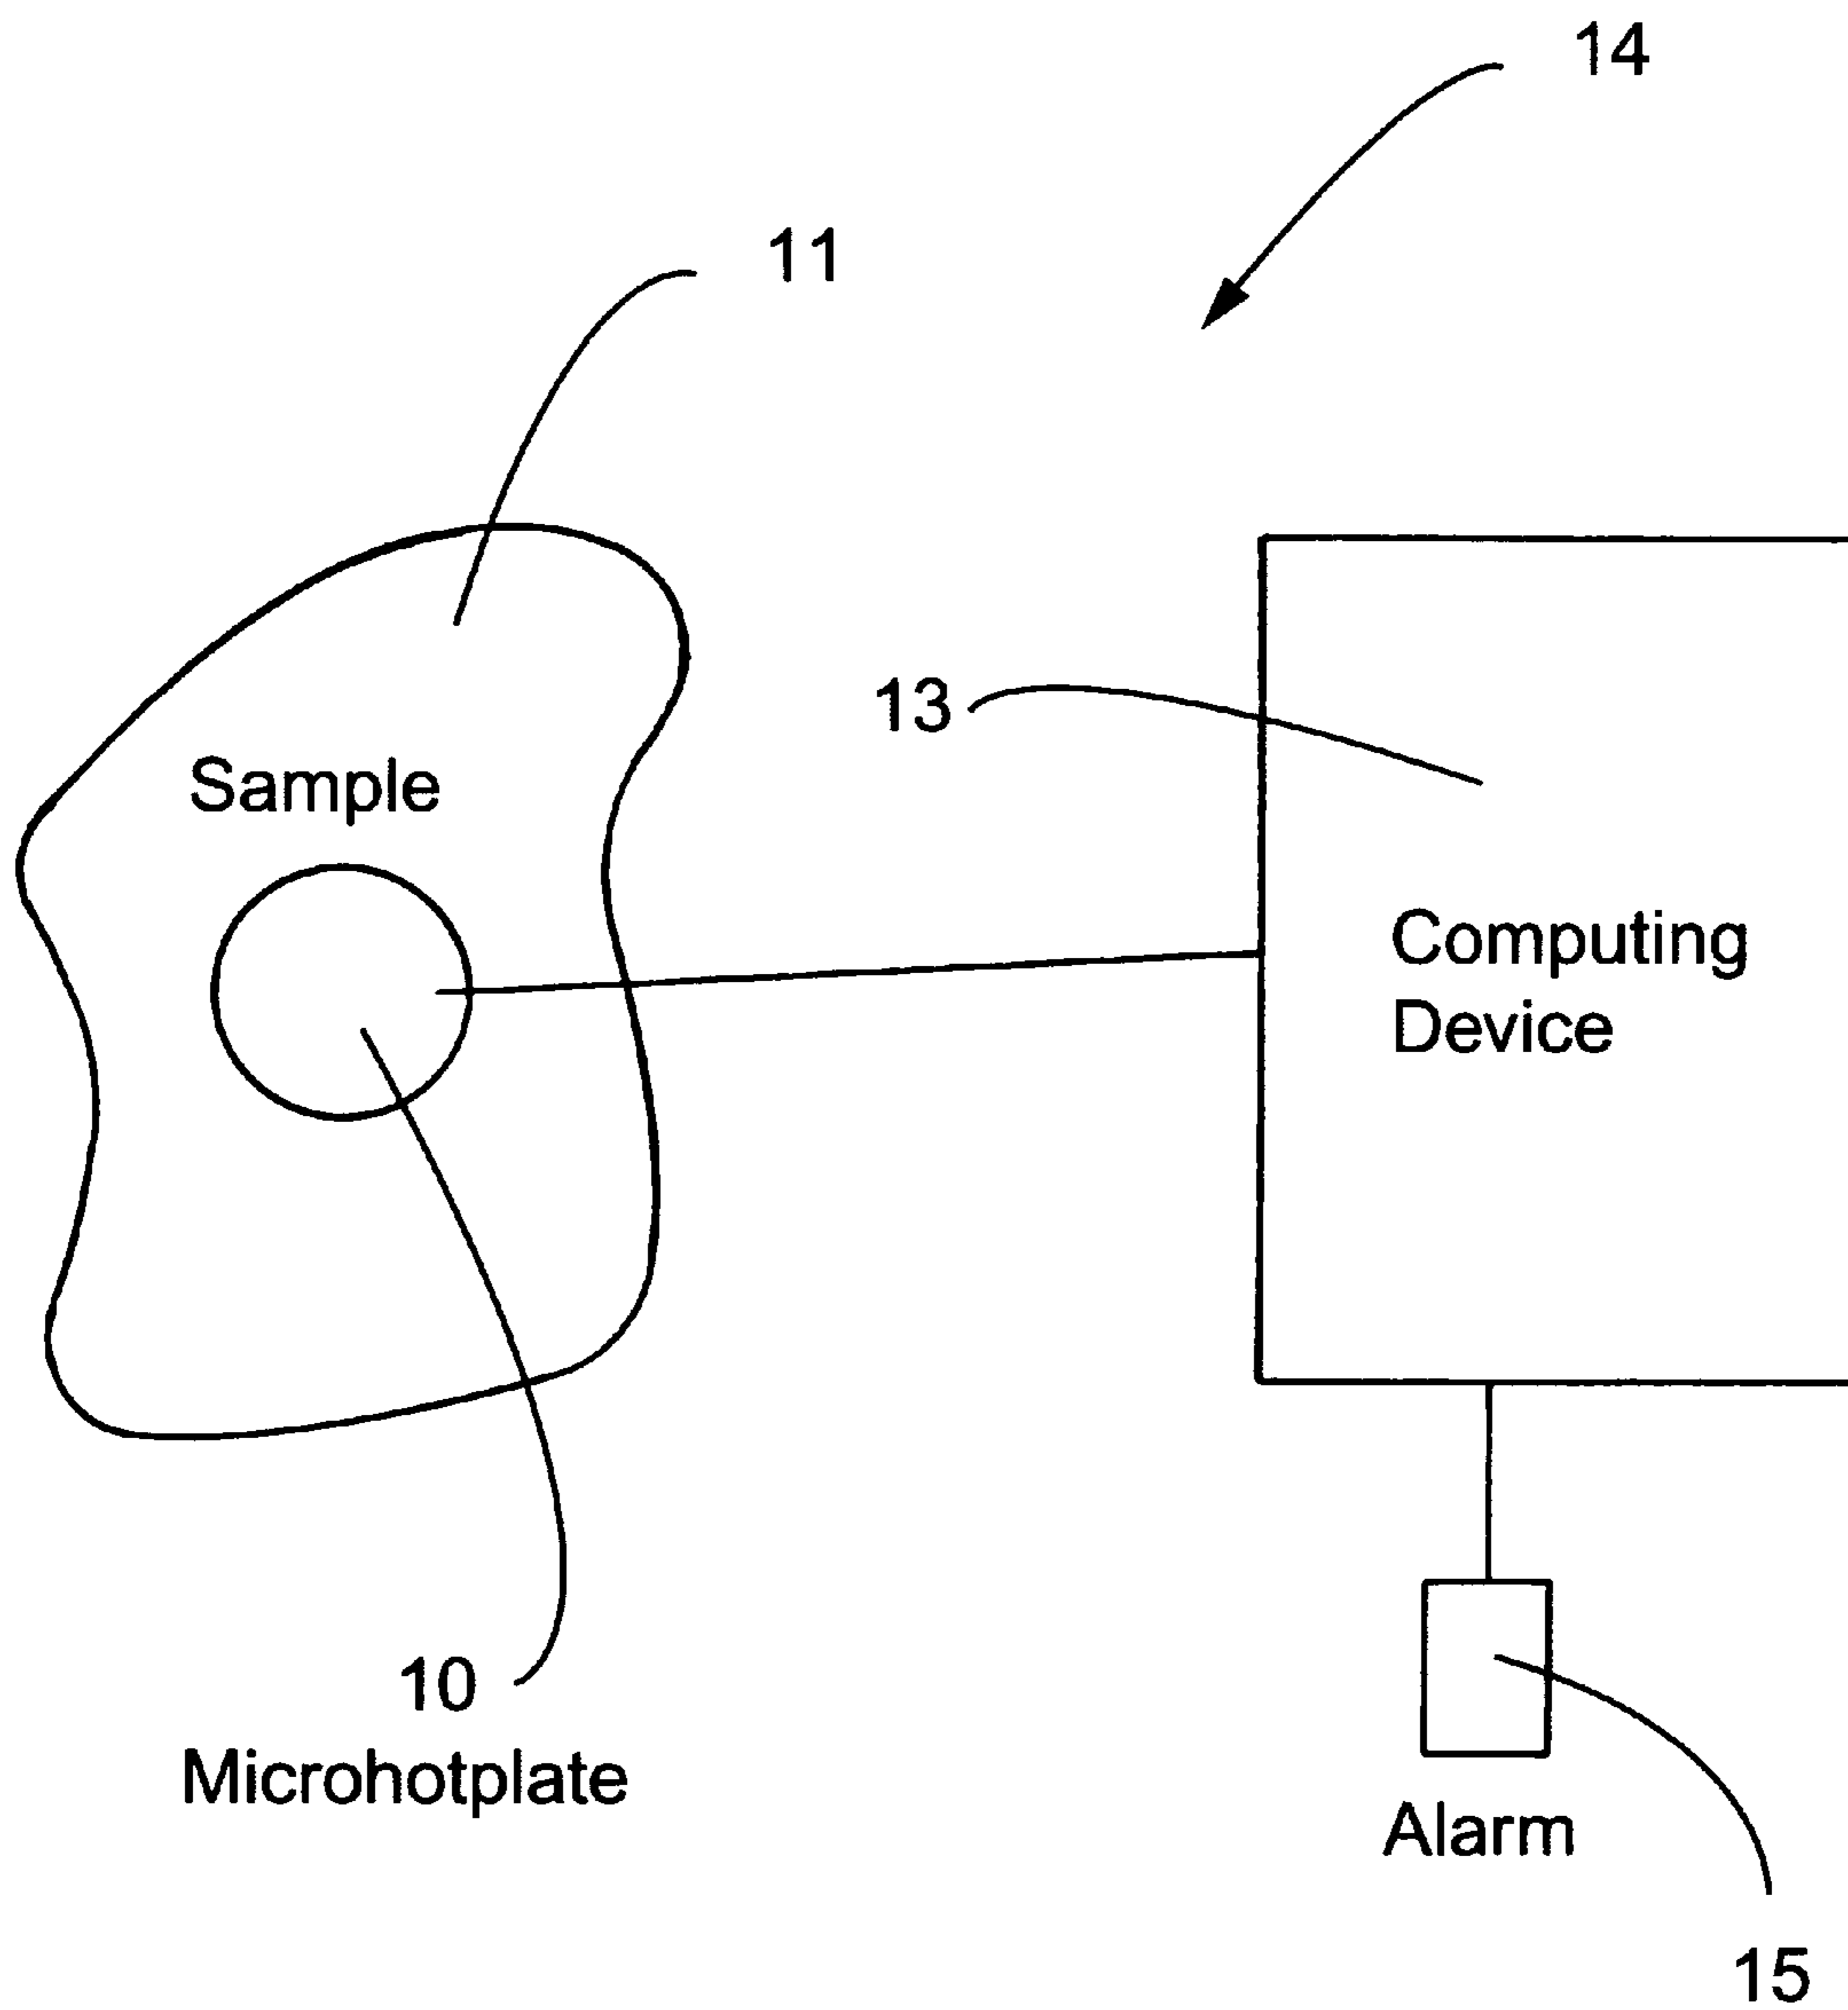 14
11
13
Sample
Computing
Device
10
Microhotplate
Alarm
15